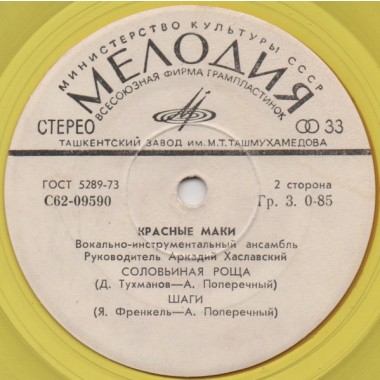 МИНИСТЕРСТВО КУЛЬТУРЫ СССР
МЕЛОДИЯ
ВСЕСОЮЗНАЯ ФИРМА ГРАМПЛАСТИНОК
СТЕРЕО 33
ТАШКЕНТСКИЙ ЗАВОД ИМ. М.Т. ТАШМУХАМЕДОВА
ГОСТ 5289-73 2 сторона
С62-09590 Гр. 3. 0-85
КРАСНЫЕ МАКИ
Вокально-инструментальный ансамбль
Руководитель Аркадий Хаславский
СОЛОВЬИНАЯ РОЩА
(Д. Тухманов—А. Поперечный)
ШАГИ
(Я. Френкель—А. Поперечный)